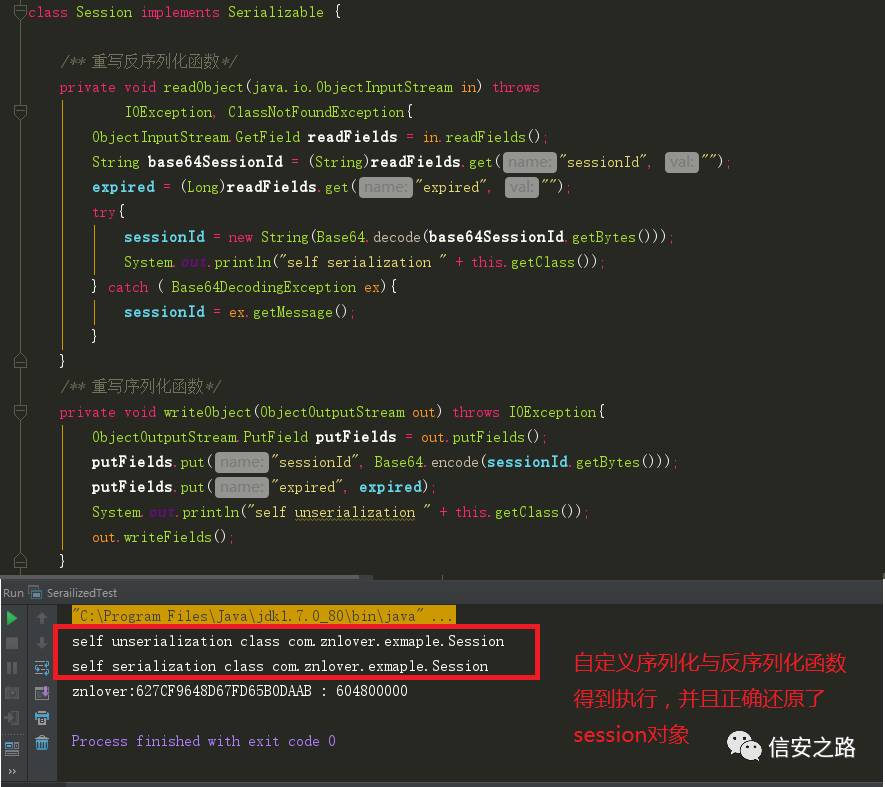 class Session implements Serializable {
/** 重写反序列化函数*/
private void readObject(java.io.ObjectInputStream in) throws
IOException, ClassNotFoundException{
ObjectInputStream.GetField readFields = in.readFields();
String base64SessionId = (String)readFields.get( name: "sessionId", val: "");
expired = (Long)readFields.get( name: "expired", val: "");
try{
sessionId = new String(Base64.decode(base64SessionId.getBytes()));
System.out.println("self serialization " + this.getClass());
} catch ( Base64DecodingException ex){
sessionId = ex.getMessage();
}
}
/** 重写序列化函数*/
private void writeObject(ObjectOutputStream out) throws IOException{
ObjectOutputStream.PutField putFields = out.putFields();
putFields.put( name: "sessionId", Base64.encode(sessionId.getBytes()));
putFields.put( name: "expired", expired);
System.out.println("self unserialization " + this.getClass());
out.writeFields();
}
Run SerailizedTest
"C:\Program Files\Java\jdk1.7.0_80\bin\java" ...
self unserialization class com.znlover.exmaple.Session
self serialization class com.znlover.exmaple.Session
znlover:627CF9648D67FD65B0DAAB : 604800000
Process finished with exit code 0
自定义序列化与反序列化函数
得到执行，并且正确还原了
session对象
信安之路